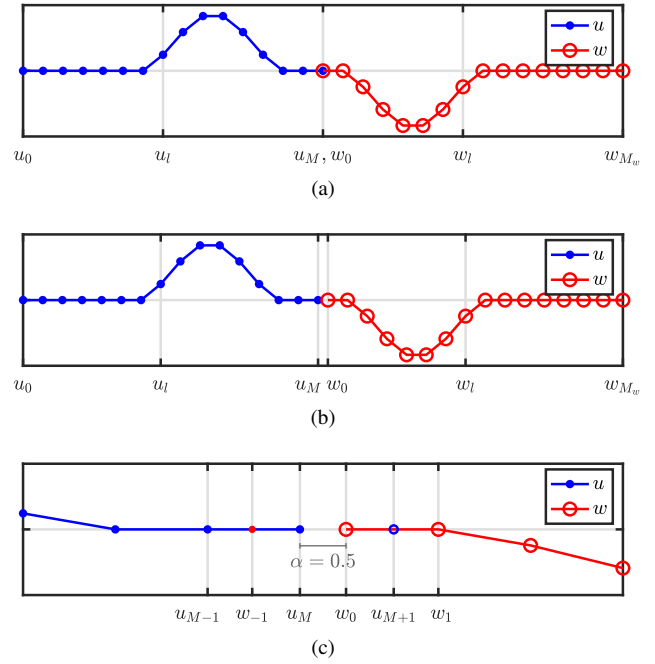 u
w
u_0 u_l u_M, w_0 w_l w_{M_w}
(a)
u
w
u_0 u_l u_M w_0 w_l w_{M_w}
(b)
u
w
α = 0.5
u_{M−1} w_{−1} u_M w_0 u_{M+1} w_1
(c)